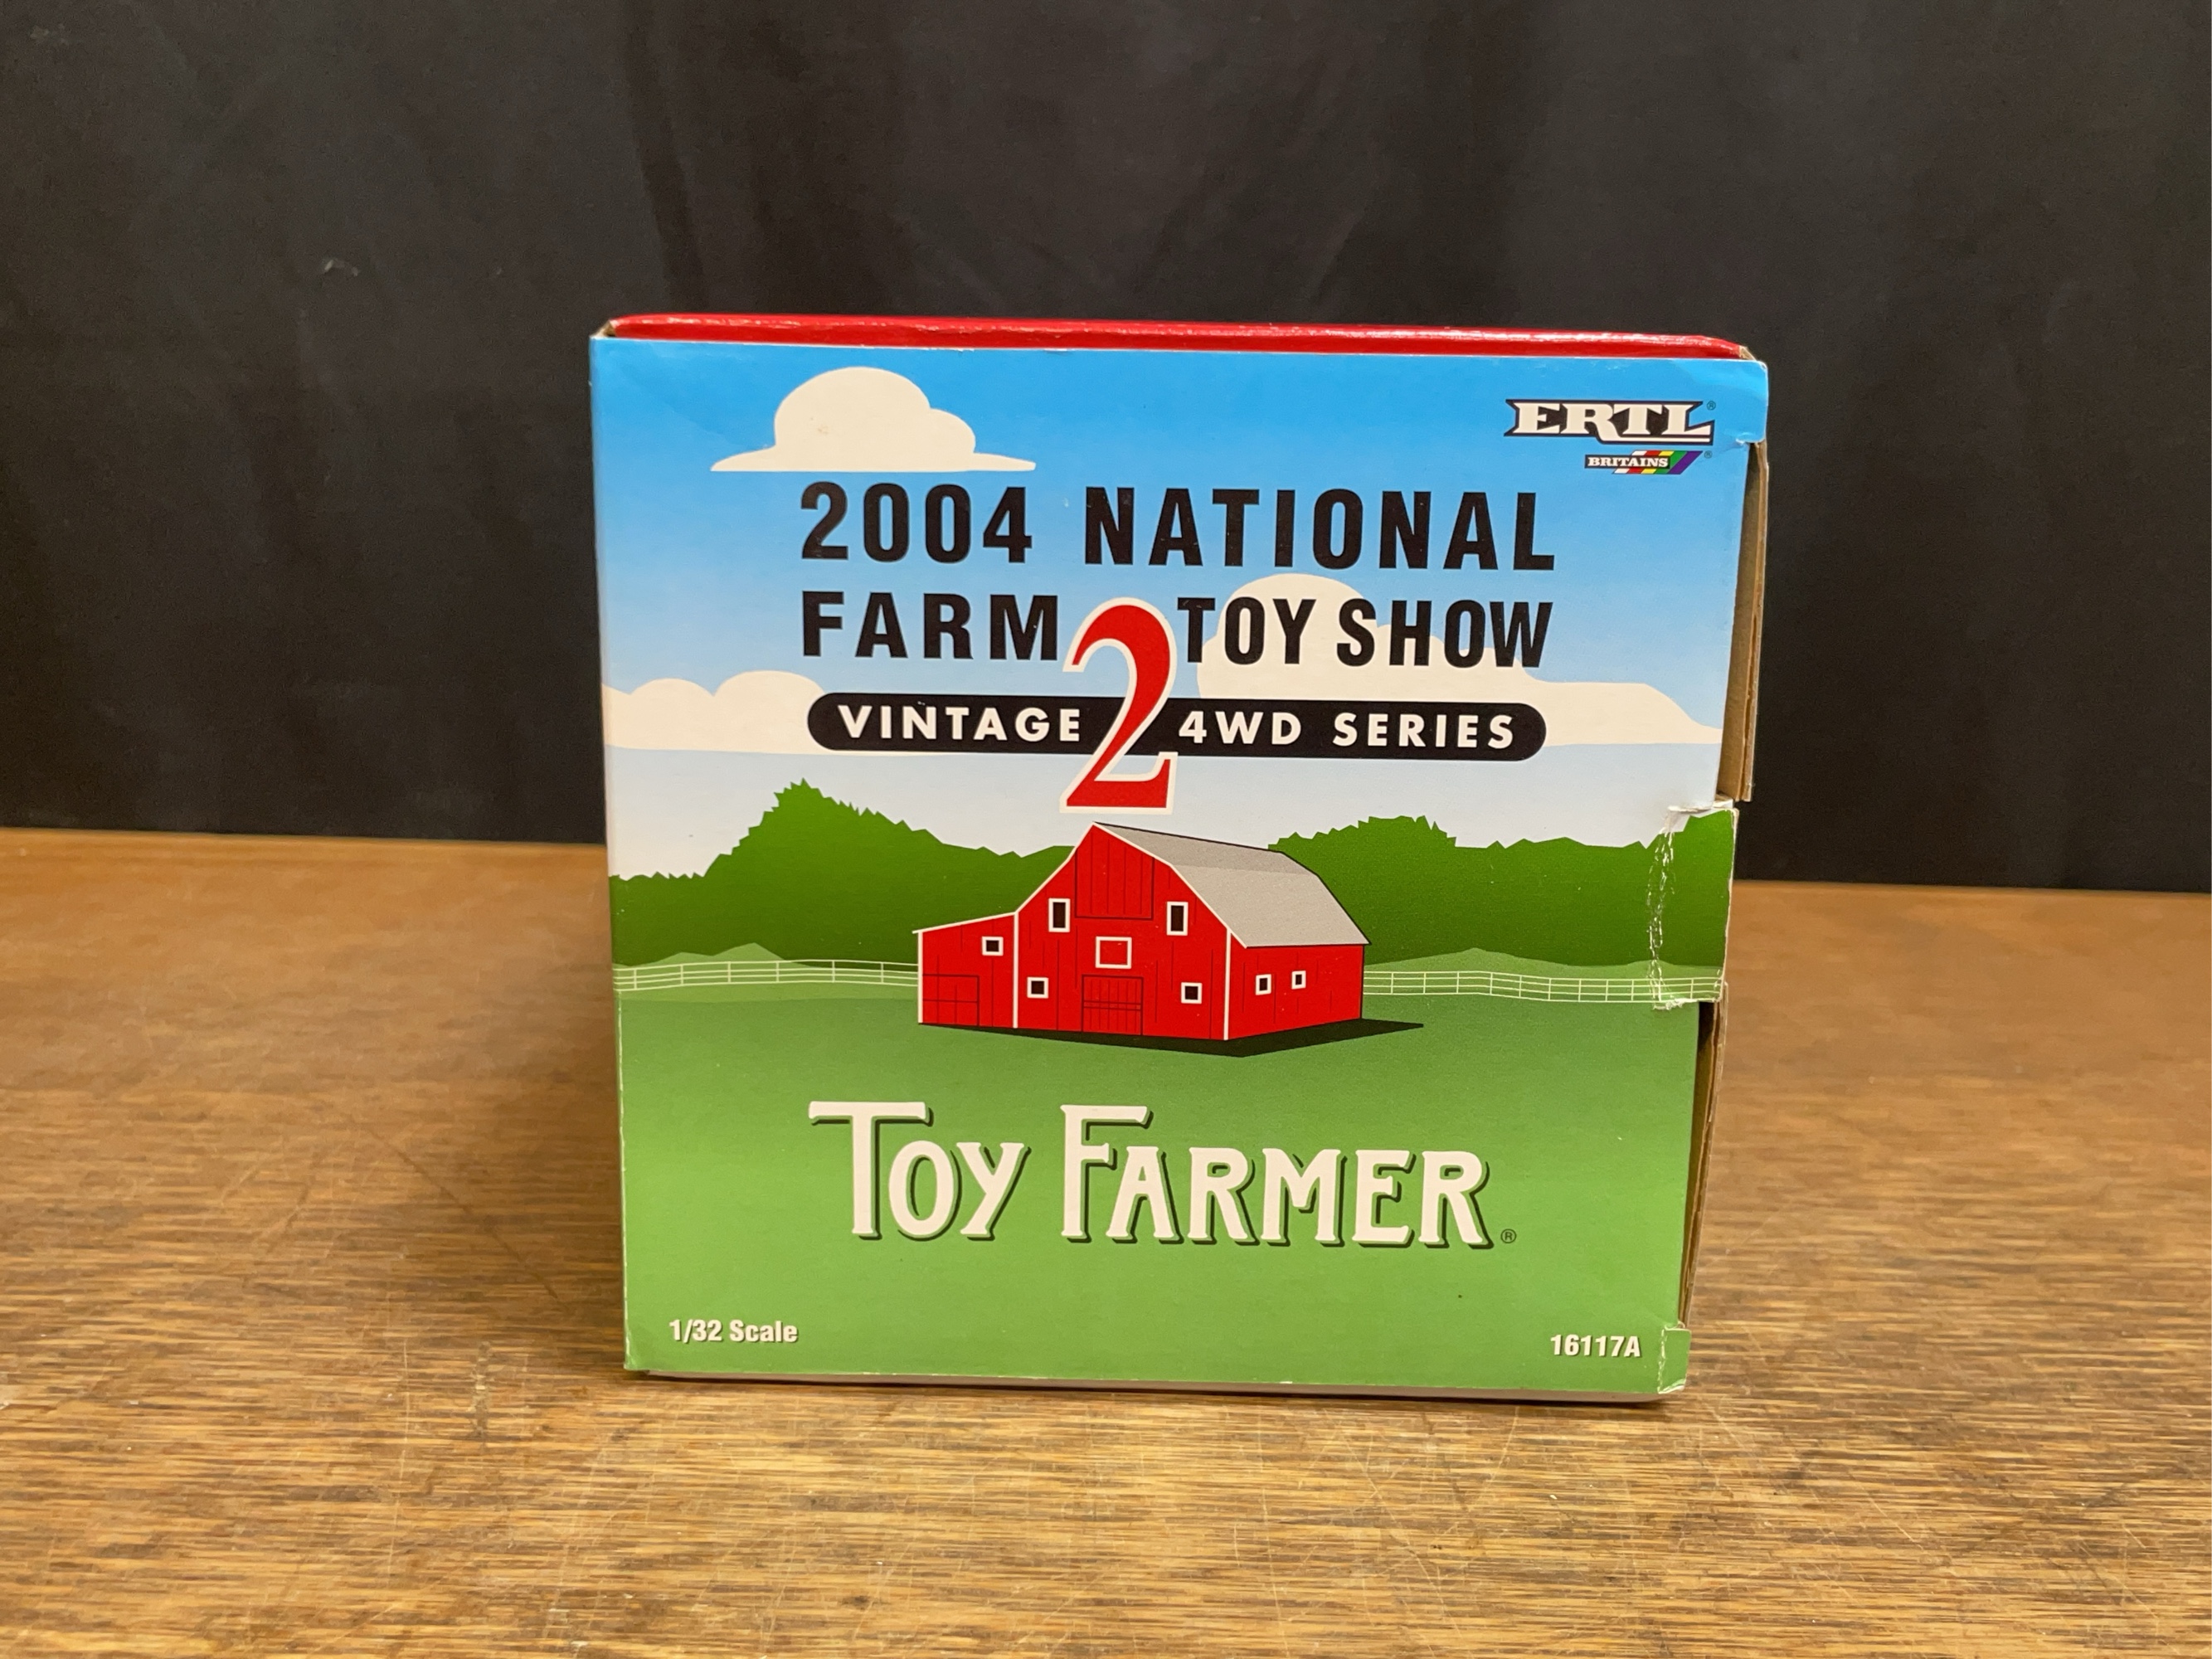 ERTL®
BRITAINS®
2004 NATIONAL
FARM TOY SHOW
VINTAGE 2 4WD SERIES
TOY FARMER®
1/32 Scale
16117A